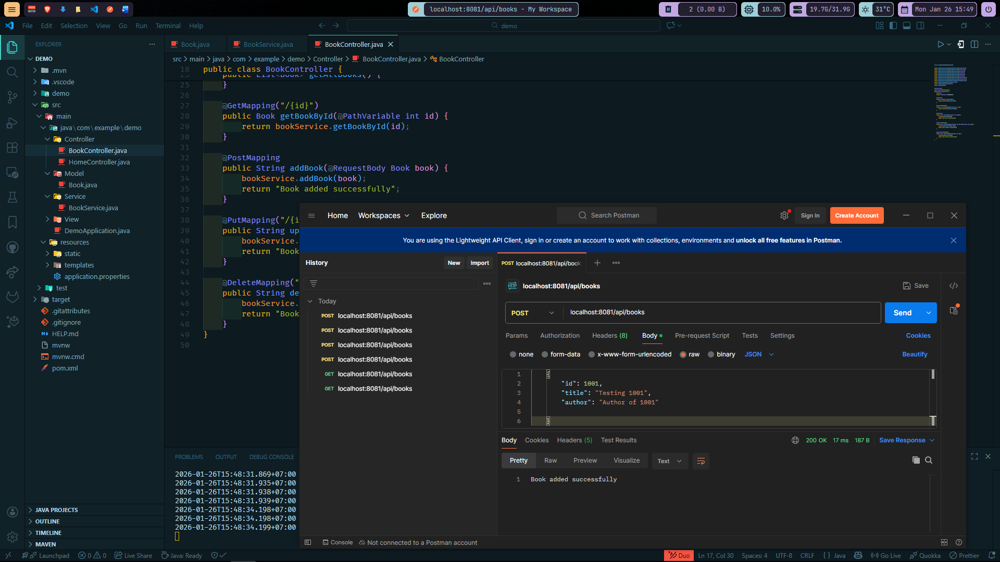 localhost:8081/api/books - My Workspace
2 (0.00 B)
10.0%
19.7G/31.9G
31°C
Mon Jan 26 15:49
File Edit Selection View Go Run Terminal Help
demo
EXPLORER
DEMO
.mvn
.vscode
demo
src
main
java\com\example\demo
Controller
BookController.java
HomeController.java
Model
Book.java
Service
BookService.java
View
DemoApplication.java
resources
static
templates
application.properties
test
target
.gitattributes
.gitignore
HELP.md
mvnw
mvnw.cmd
pom.xml
JAVA PROJECTS
OUTLINE
TIMELINE
MAVEN
Book.java BookService.java BookController.java
src > main > java > com > example > demo > Controller > BookController.java > BookController
18 public class BookController {
public List<Book> getAllBooks() {
25 }
26
27 @GetMapping("/{id}")
28 public Book getBookById(@PathVariable int id) {
29 return bookService.getBookById(id);
30 }
31
32 @PostMapping
33 public String addBook(@RequestBody Book book) {
34 bookService.addBook(book);
35 return "Book added successfully";
36 }
37
38 @PutMapping("/{i
39 public String up
40 bookService.
41 return "Book
42 }
43
44 @DeleteMapping("
45 public String de
46 bookService.
47 return "Book
48 }
49 }
50
PROBLEMS OUTPUT DEBUG CONSOLE
2026-01-26T15:48:31.869+07:00
2026-01-26T15:48:31.935+07:00
2026-01-26T15:48:31.938+07:00
2026-01-26T15:48:31.939+07:00
2026-01-26T15:48:34.198+07:00
2026-01-26T15:48:34.198+07:00
2026-01-26T15:48:34.199+07:00
Home Workspaces Explore
Search Postman
Sign In
Create Account
You are using the Lightweight API Client, sign in or create an account to work with collections, environments and unlock all free features in Postman.
History
New Import
Today
POST localhost:8081/api/books
POST localhost:8081/api/books
POST localhost:8081/api/books
POST localhost:8081/api/books
GET localhost:8081/api/books
GET localhost:8081/api/books
POST localhost:8081/api/book
HTTP localhost:8081/api/books
Save
POST localhost:8081/api/books
Send
Params Authorization Headers (8) Body Pre-request Script Tests Settings Cookies
none form-data x-www-form-urlencoded raw binary JSON Beautify
1 {
2 "id": 1001,
3 "title": "Testing 1001",
4 "author": "Author of 1001"
5
6 }
Body Cookies Headers (5) Test Results
200 OK 17 ms 187 B Save Response
Pretty Raw Preview Visualize Text
1 Book added successfully
Console Not connected to a Postman account
Launchpad 0 0 Live Share Java: Ready
Duo Ln 17, Col 30 Spaces: 4 UTF-8 CRLF { } Java Go Live Quokka Prettier